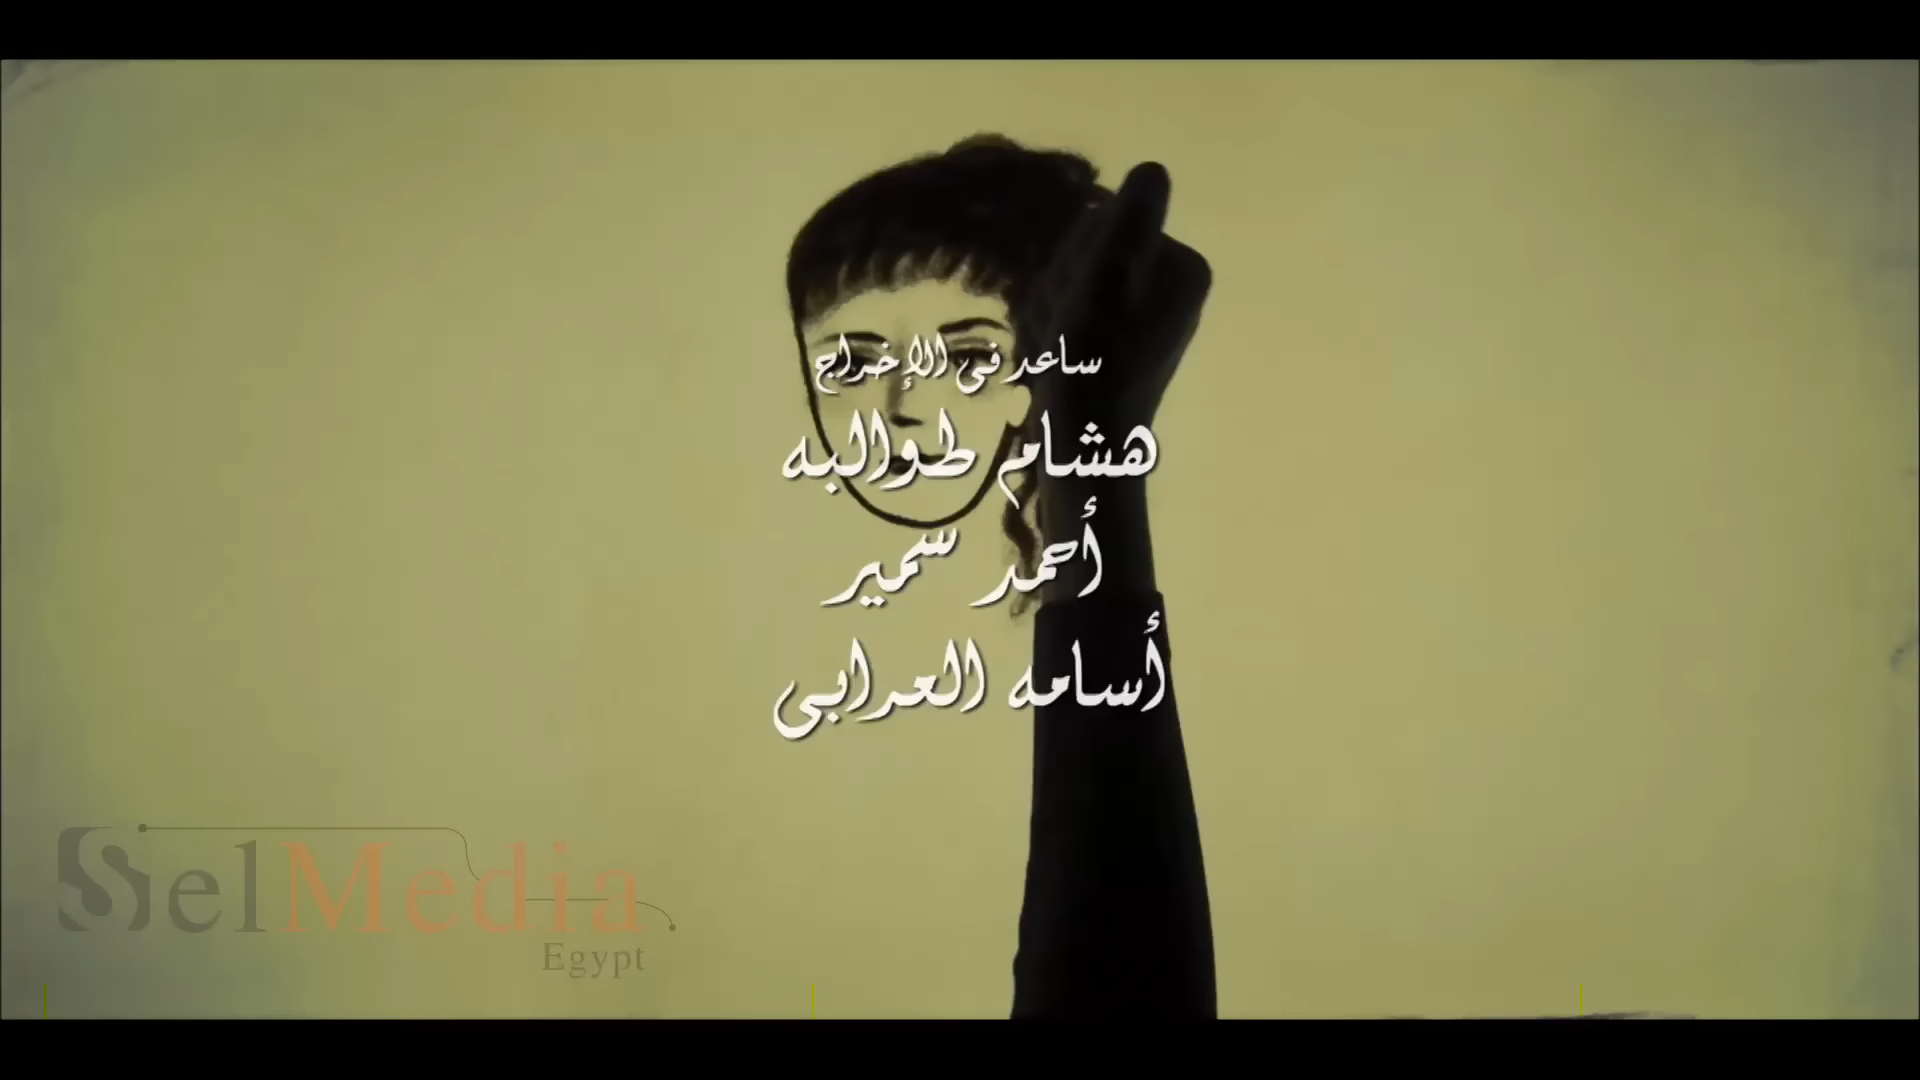 ساعد في الإخراج
هشام طوالبه
أحمد سمير
أسامه العرابى
SelMedia
Egypt